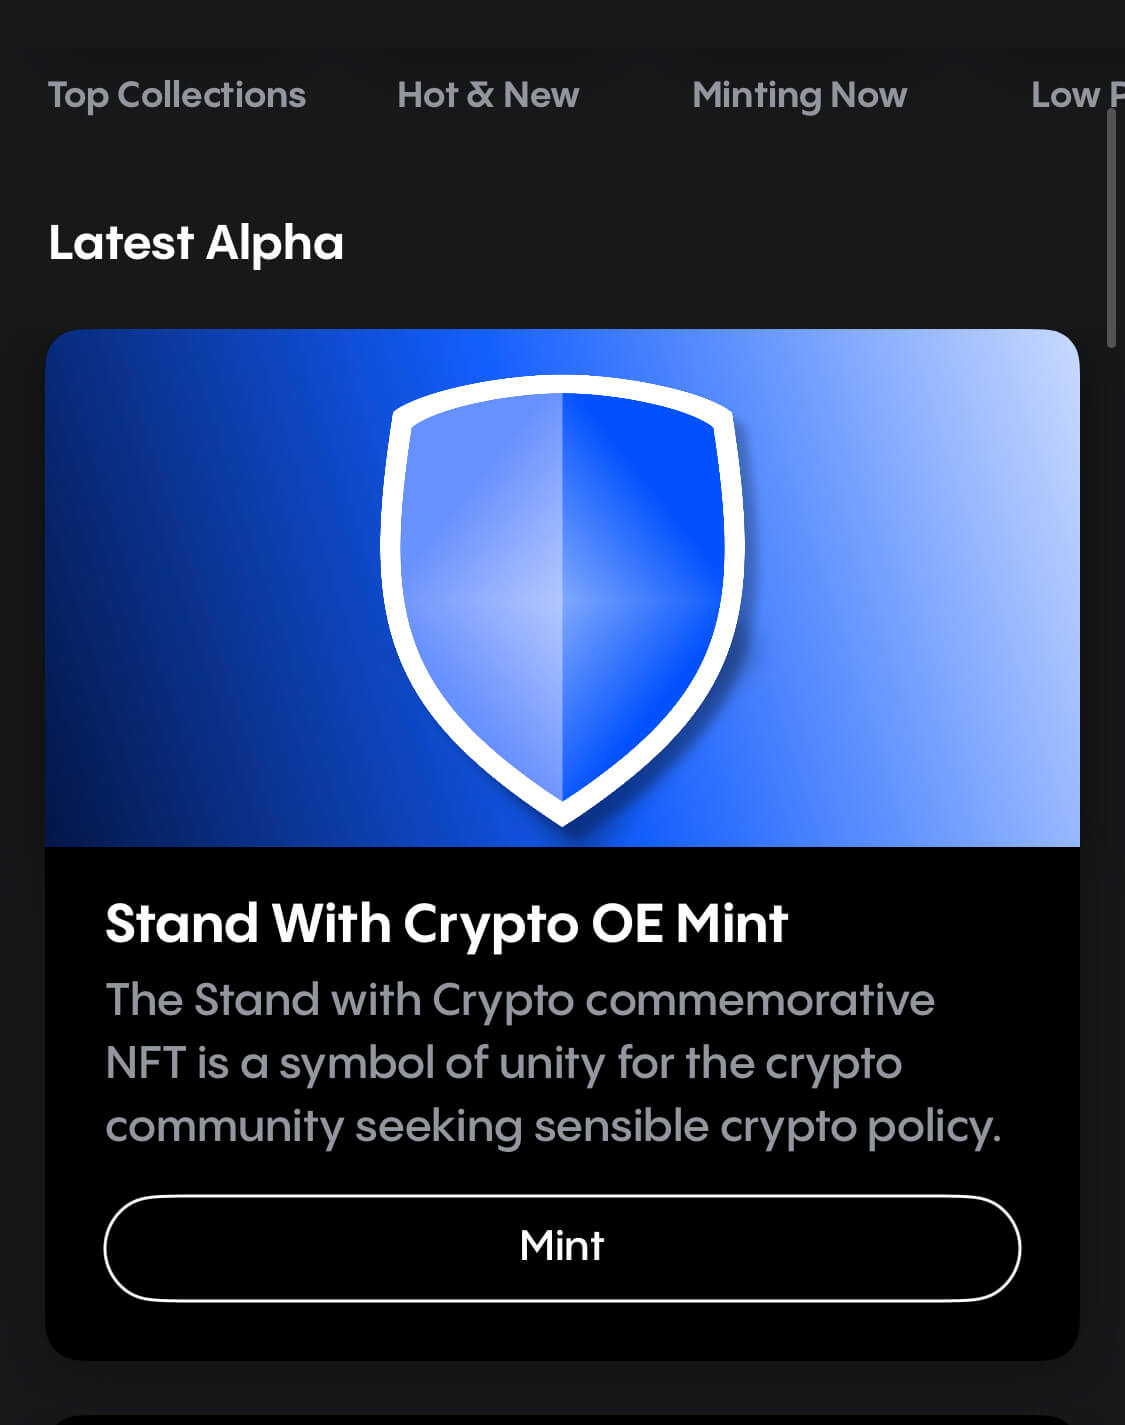 Top Collections Hot & New Minting Now Low P
Latest Alpha
Stand With Crypto OE Mint
The Stand with Crypto commemorative
NFT is a symbol of unity for the crypto
community seeking sensible crypto policy.
Mint